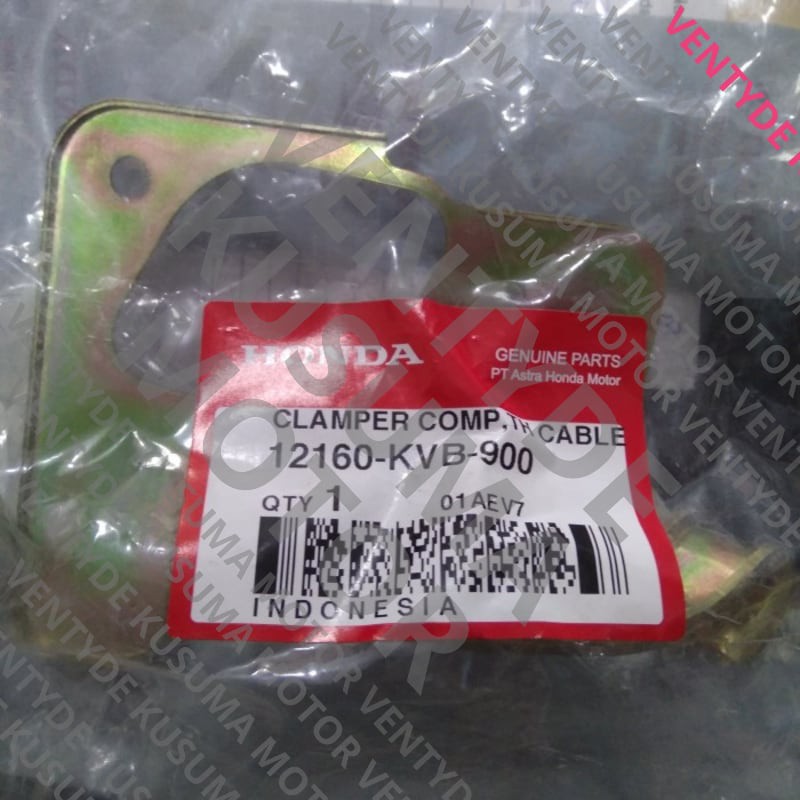 HONDA
GENUINE PARTS
PT Astra Honda Motor
CLAMPER COMP,TH CABLE
12160-KVB-900
QTY 1 01AEV7
INDONESIA
VENTYDE KUSUMA MOTOR